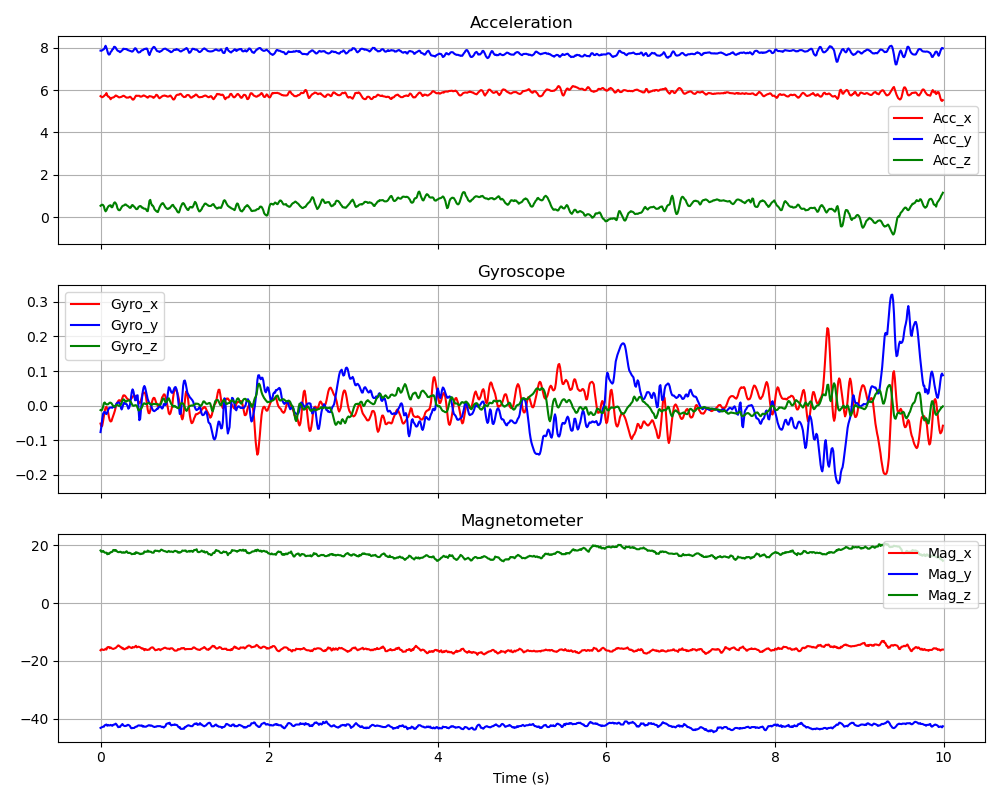 Acceleration
8
6
4
2
0
Acc_x
Acc_y
Acc_z
Gyroscope
0.3
0.2
0.1
0.0
−0.1
−0.2
Gyro_x
Gyro_y
Gyro_z
Magnetometer
20
0
−20
−40
Mag_x
Mag_y
Mag_z
0 2 4 6 8 10
Time (s)